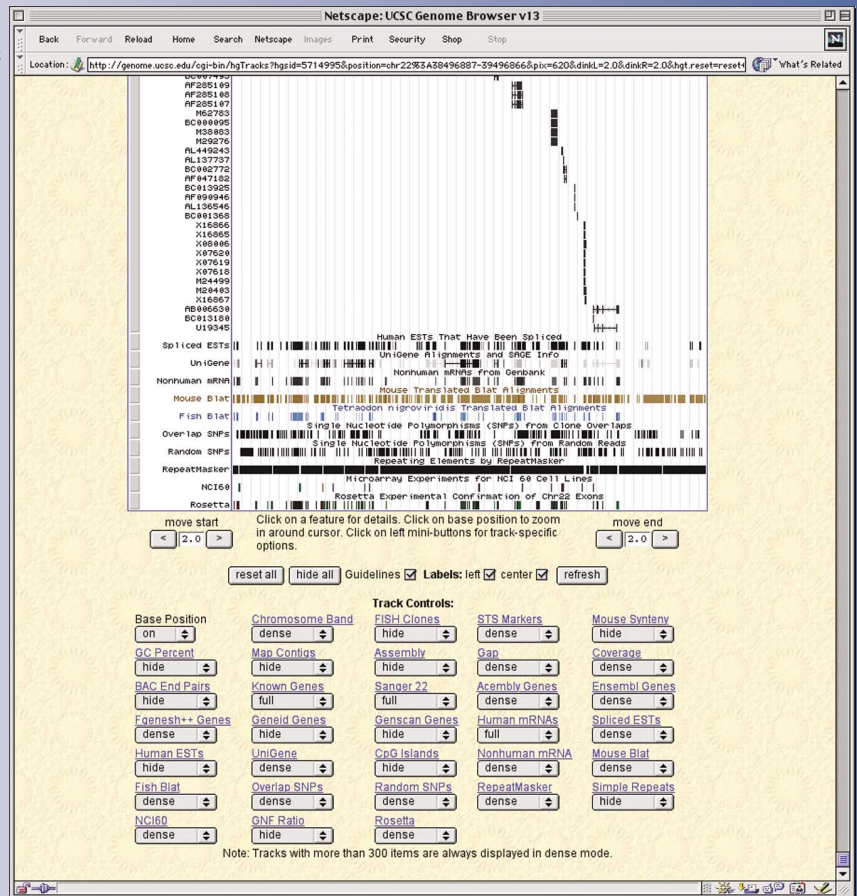 Netscape: UCSC Genome Browser v13
Back Forward Reload Home Search Netscape Images Print Security Shop Stop
Location: http://genome.ucsc.edu/cgi-bin/hgTracks?hgsid=5714995&position=chr22%3A38496887-39496866&pix=620&dinkL=2.0&dinkR=2.0&hgt.reset=reset+ What's Related
BC007495
AF285109
AF285108
AF285107
M62783
BC000095
M38083
M29276
AL449243
AL137737
BC002772
AF047182
BC013925
AF090946
AL136546
BC001368
X16866
X16865
X08006
X07620
X07619
X07618
M24499
M20403
X16867
AB006630
BC013180
U19345
Human ESTs That Have Been Spliced
Spliced ESTs
UniGene Alignments and SAGE Info
UniGene
Nonhuman mRNAs from Genbank
Nonhuman mRNA
Mouse Translated Blat Alignments
Mouse Blat
Tetraodon nigroviridis Translated Blat Alignments
Fish Blat
Single Nucleotide Polymorphisms (SNPs) from Clone Overlaps
Overlap SNPs
Single Nucleotide Polymorphisms (SNPs) from Random Reads
Random SNPs
Repeating Elements by RepeatMasker
RepeatMasker
Microarray Experiments for NCI 60 Cell Lines
NCI60
Rosetta Experimental Confirmation of Chr22 Exons
Rosetta
move start Click on a feature for details. Click on base position to zoom move end
< 2.0 > in around cursor. Click on left mini-buttons for track-specific < 2.0 >
options.
reset all hide all Guidelines Labels: left center refresh
Track Controls:
Base Position Chromosome Band FISH Clones STS Markers Mouse Synteny
on dense hide dense hide
GC Percent Map Contigs Assembly Gap Coverage
hide hide hide dense dense
BAC End Pairs Known Genes Sanger 22 Acembly Genes Ensembl Genes
hide full full dense dense
Fgenesh++ Genes Geneid Genes Genscan Genes Human mRNAs Spliced ESTs
dense hide hide full dense
Human ESTs UniGene CpG Islands Nonhuman mRNA Mouse Blat
hide dense hide dense dense
Fish Blat Overlap SNPs Random SNPs RepeatMasker Simple Repeats
dense dense dense dense hide
NCI60 GNF Ratio Rosetta
dense hide dense
Note: Tracks with more than 300 items are always displayed in dense mode.